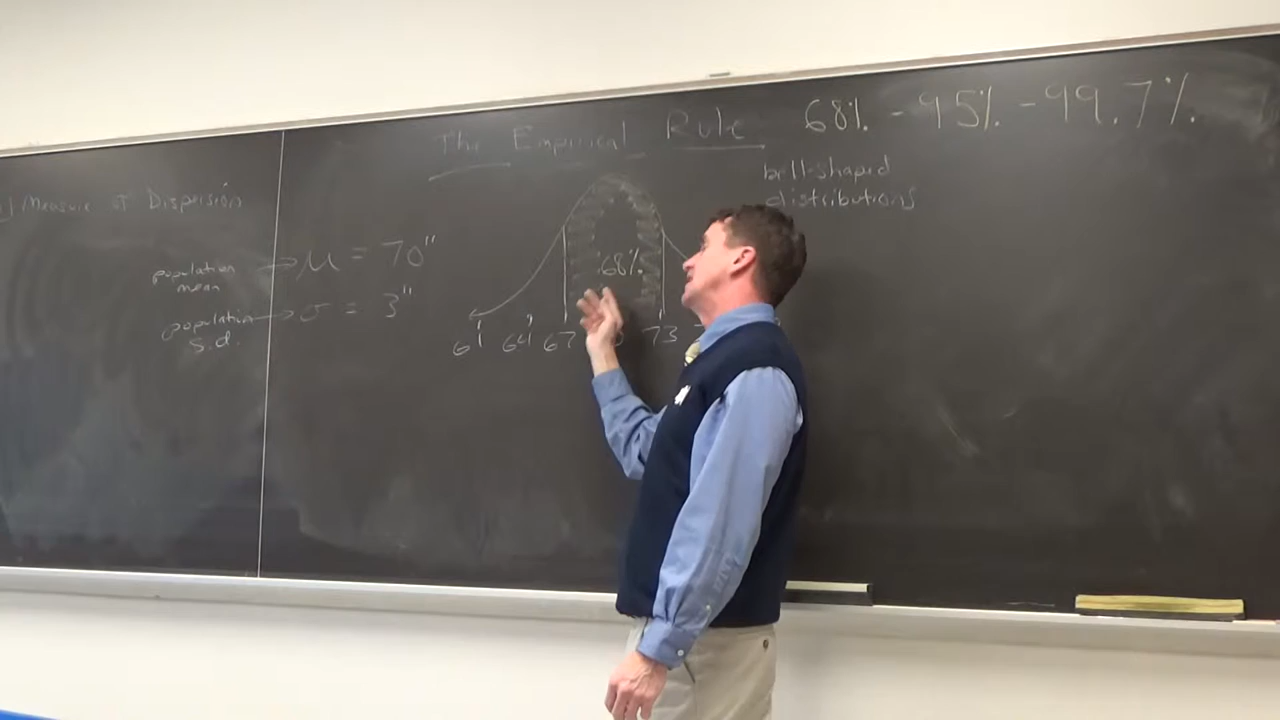 The Empirical Rule 68% - 95% - 99.7%
bell-shaped
distributions
Measure of Dispersion
population
mean
μ = 70"
population
s.d.
σ = 3"
68%
61 64 67 73